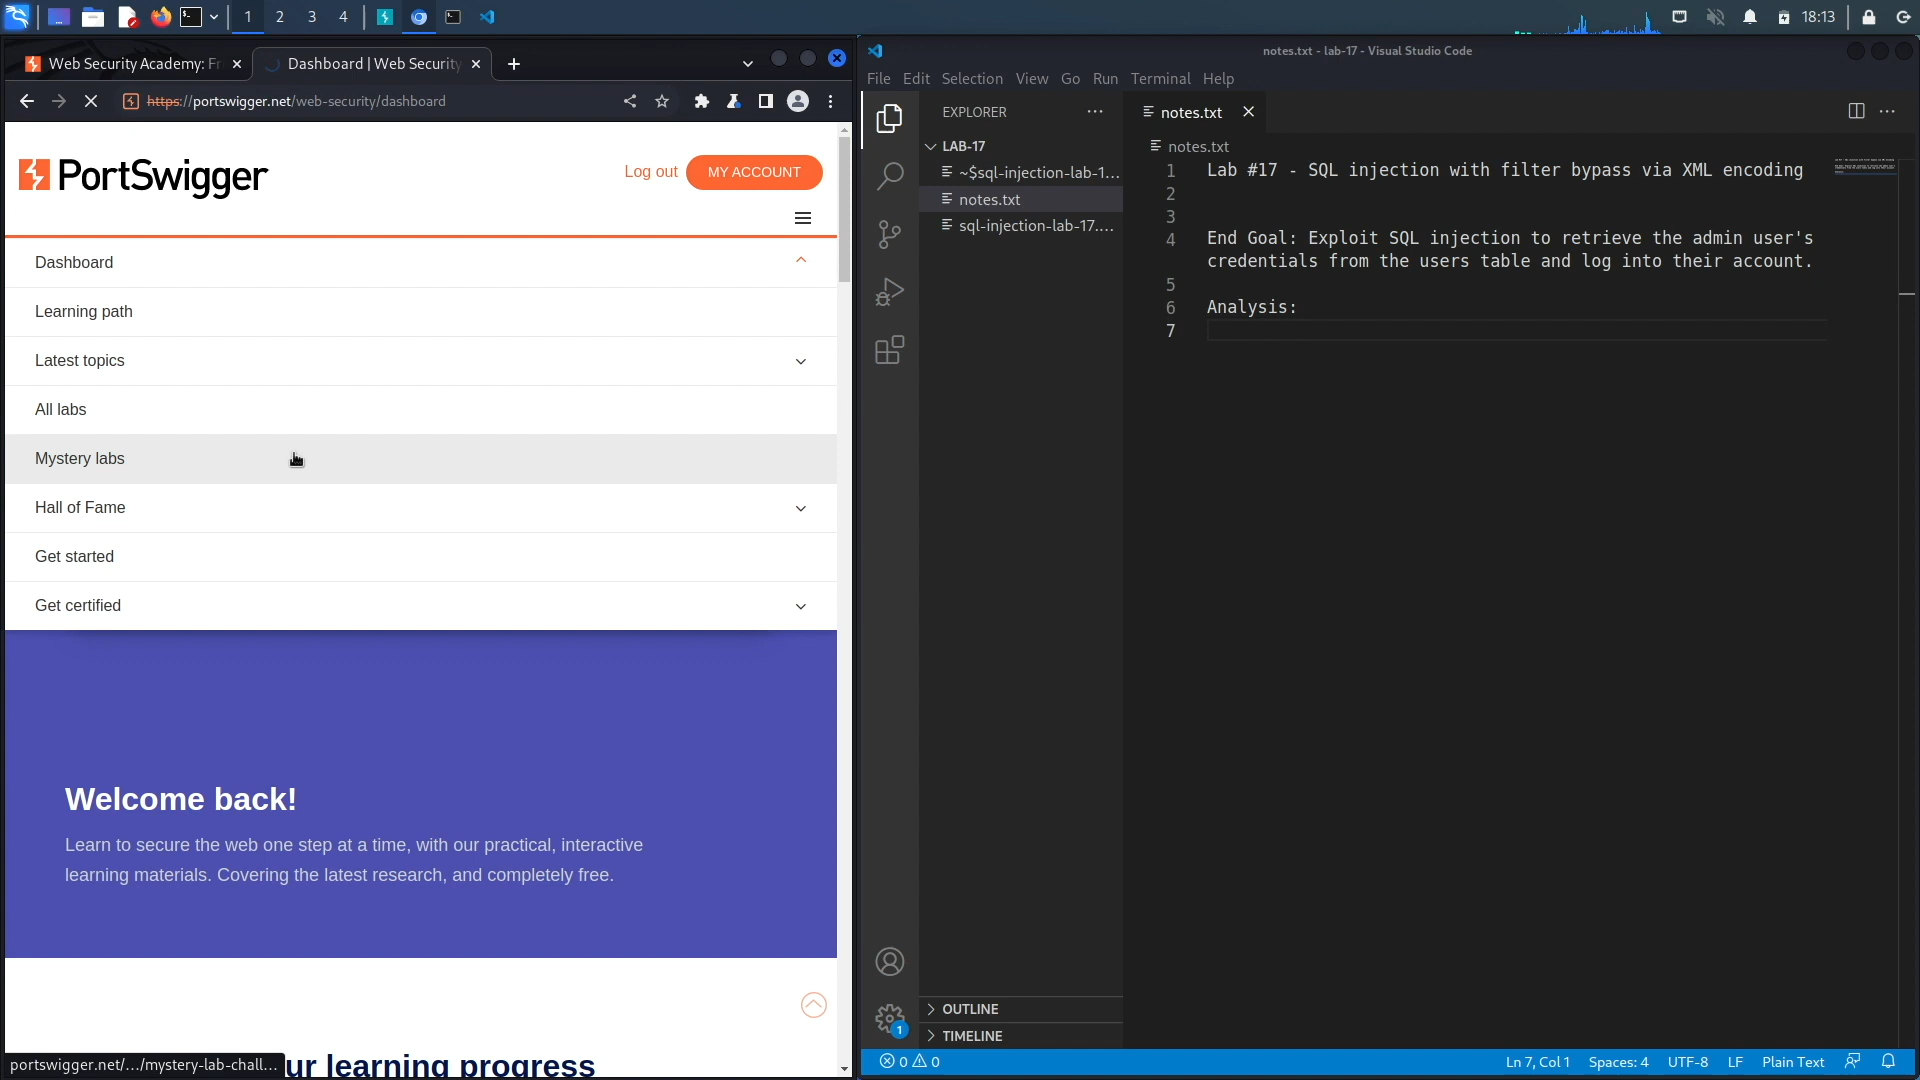 1 2 3 4 18:13
Web Security Academy: Fr
Dashboard | Web Security
https://portswigger.net/web-security/dashboard
PortSwigger
Log out
MY ACCOUNT
Dashboard
Learning path
Latest topics
All labs
Mystery labs
Hall of Fame
Get started
Get certified
Welcome back!
Learn to secure the web one step at a time, with our practical, interactive
learning materials. Covering the latest research, and completely free.
ur learning progress
portswigger.net/.../mystery-lab-chall...
notes.txt - lab-17 - Visual Studio Code
File Edit Selection View Go Run Terminal Help
EXPLORER
LAB-17
~$sql-injection-lab-1...
notes.txt
sql-injection-lab-17....
OUTLINE
TIMELINE
notes.txt
notes.txt
1 Lab #17 - SQL injection with filter bypass via XML encoding
2
3
4 End Goal: Exploit SQL injection to retrieve the admin user's
credentials from the users table and log into their account.
5
6 Analysis:
7
1
0 0
Ln 7, Col 1 Spaces: 4 UTF-8 LF Plain Text